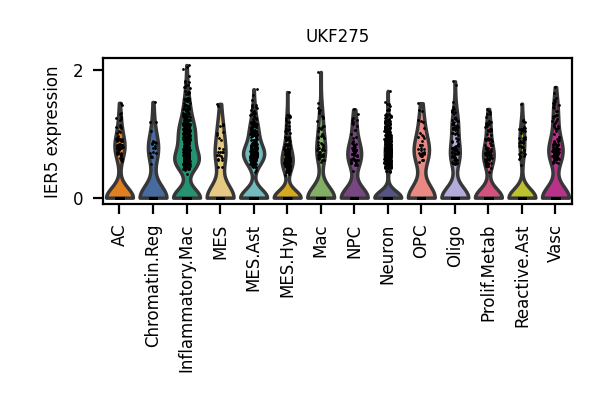 UKF275
IER5 expression
2
0
AC
Chromatin.Reg
Inflammatory.Mac
MES
MES.Ast
MES.Hyp
Mac
NPC
Neuron
OPC
Oligo
Prolif.Metab
Reactive.Ast
Vasc